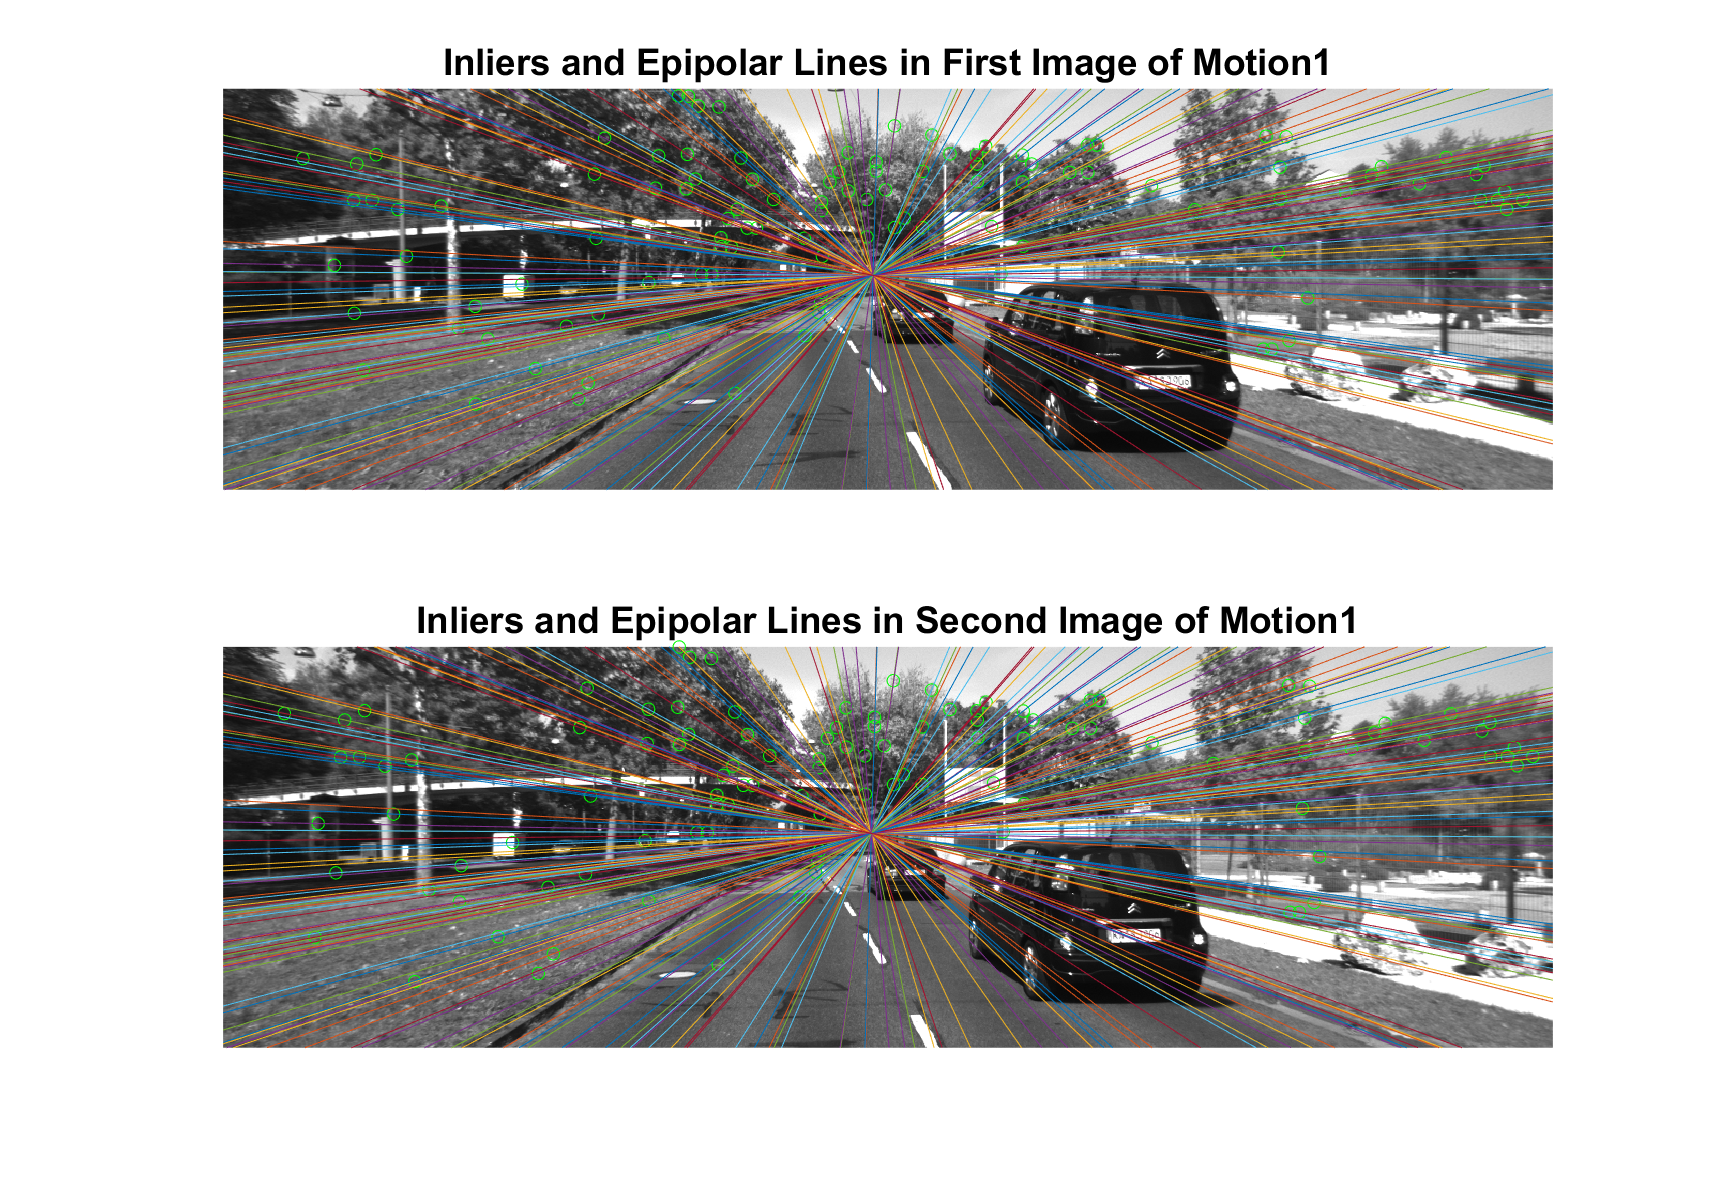 Inliers and Epipolar Lines in First Image of Motion1
Inliers and Epipolar Lines in Second Image of Motion1